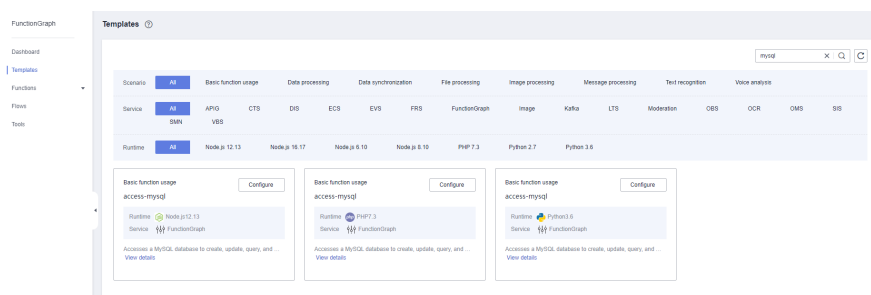 FunctionGraph
Dashboard
Templates
Functions
Flows
Tools
Templates
mysql
Scenario All Basic function usage Data processing Data synchronization File processing Image processing Message processing Text recognition Voice analysis
Service All APIG CTS DIS ECS EVS FRS FunctionGraph Image Kafka LTS Moderation OBS OCR OMS SIS
SMN VBS
Runtime All Node.js 12.13 Node.js 16.17 Node.js 6.10 Node.js 8.10 PHP 7.3 Python 2.7 Python 3.6
Basic function usage
Configure
access-mysql
Runtime Node.js12.13
Service FunctionGraph
Accesses a MySQL database to create, update, query, and ...
View details
Basic function usage
Configure
access-mysql
Runtime php PHP7.3
Service FunctionGraph
Accesses a MySQL database to create, update, query, and ...
View details
Basic function usage
Configure
access-mysql
Runtime Python3.6
Service FunctionGraph
Accesses a MySQL database to create, update, query, and ...
View details